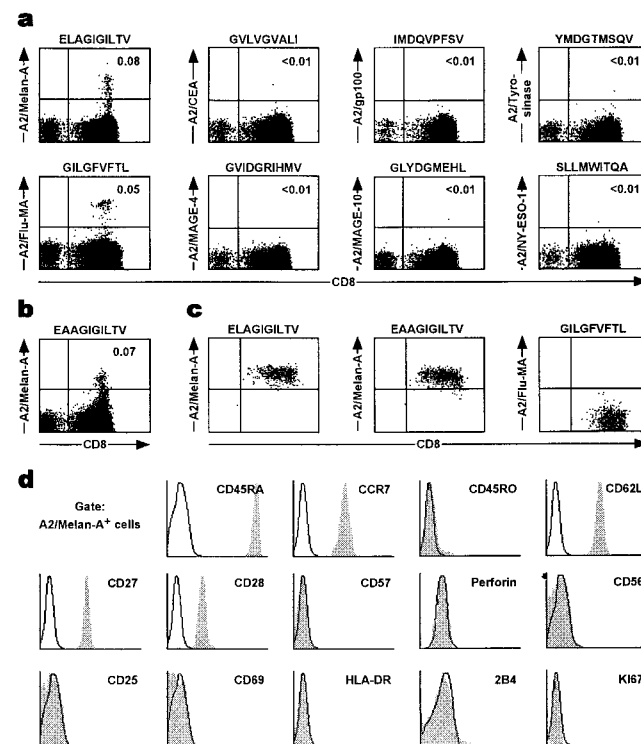 a
ELAGIGILTV
GVLVGVALI
IMDQVPFSV
YMDGTMSQV
A2/Melan-A
0.08
A2/CEA
<0.01
A2/gp100
<0.01
A2/Tyro-
sinase
<0.01
GILGFVFTL
GVIDGRIHMV
GLYDGMEHL
SLLMWITQA
A2/Flu-MA
0.05
A2/MAGE-4
<0.01
A2/MAGE-10
<0.01
A2/NY-ESO-1
<0.01
CD8
b
EAAGIGILTV
A2/Melan-A
0.07
CD8
c
ELAGIGILTV
EAAGIGILTV
GILGFVFTL
A2/Melan-A
A2/Melan-A
A2/Flu-MA
CD8
d
Gate:
A2/Melan-A+ cells
CD45RA
CCR7
CD45RO
CD62L
CD27
CD28
CD57
Perforin
CD56
CD25
CD69
HLA-DR
2B4
KI67